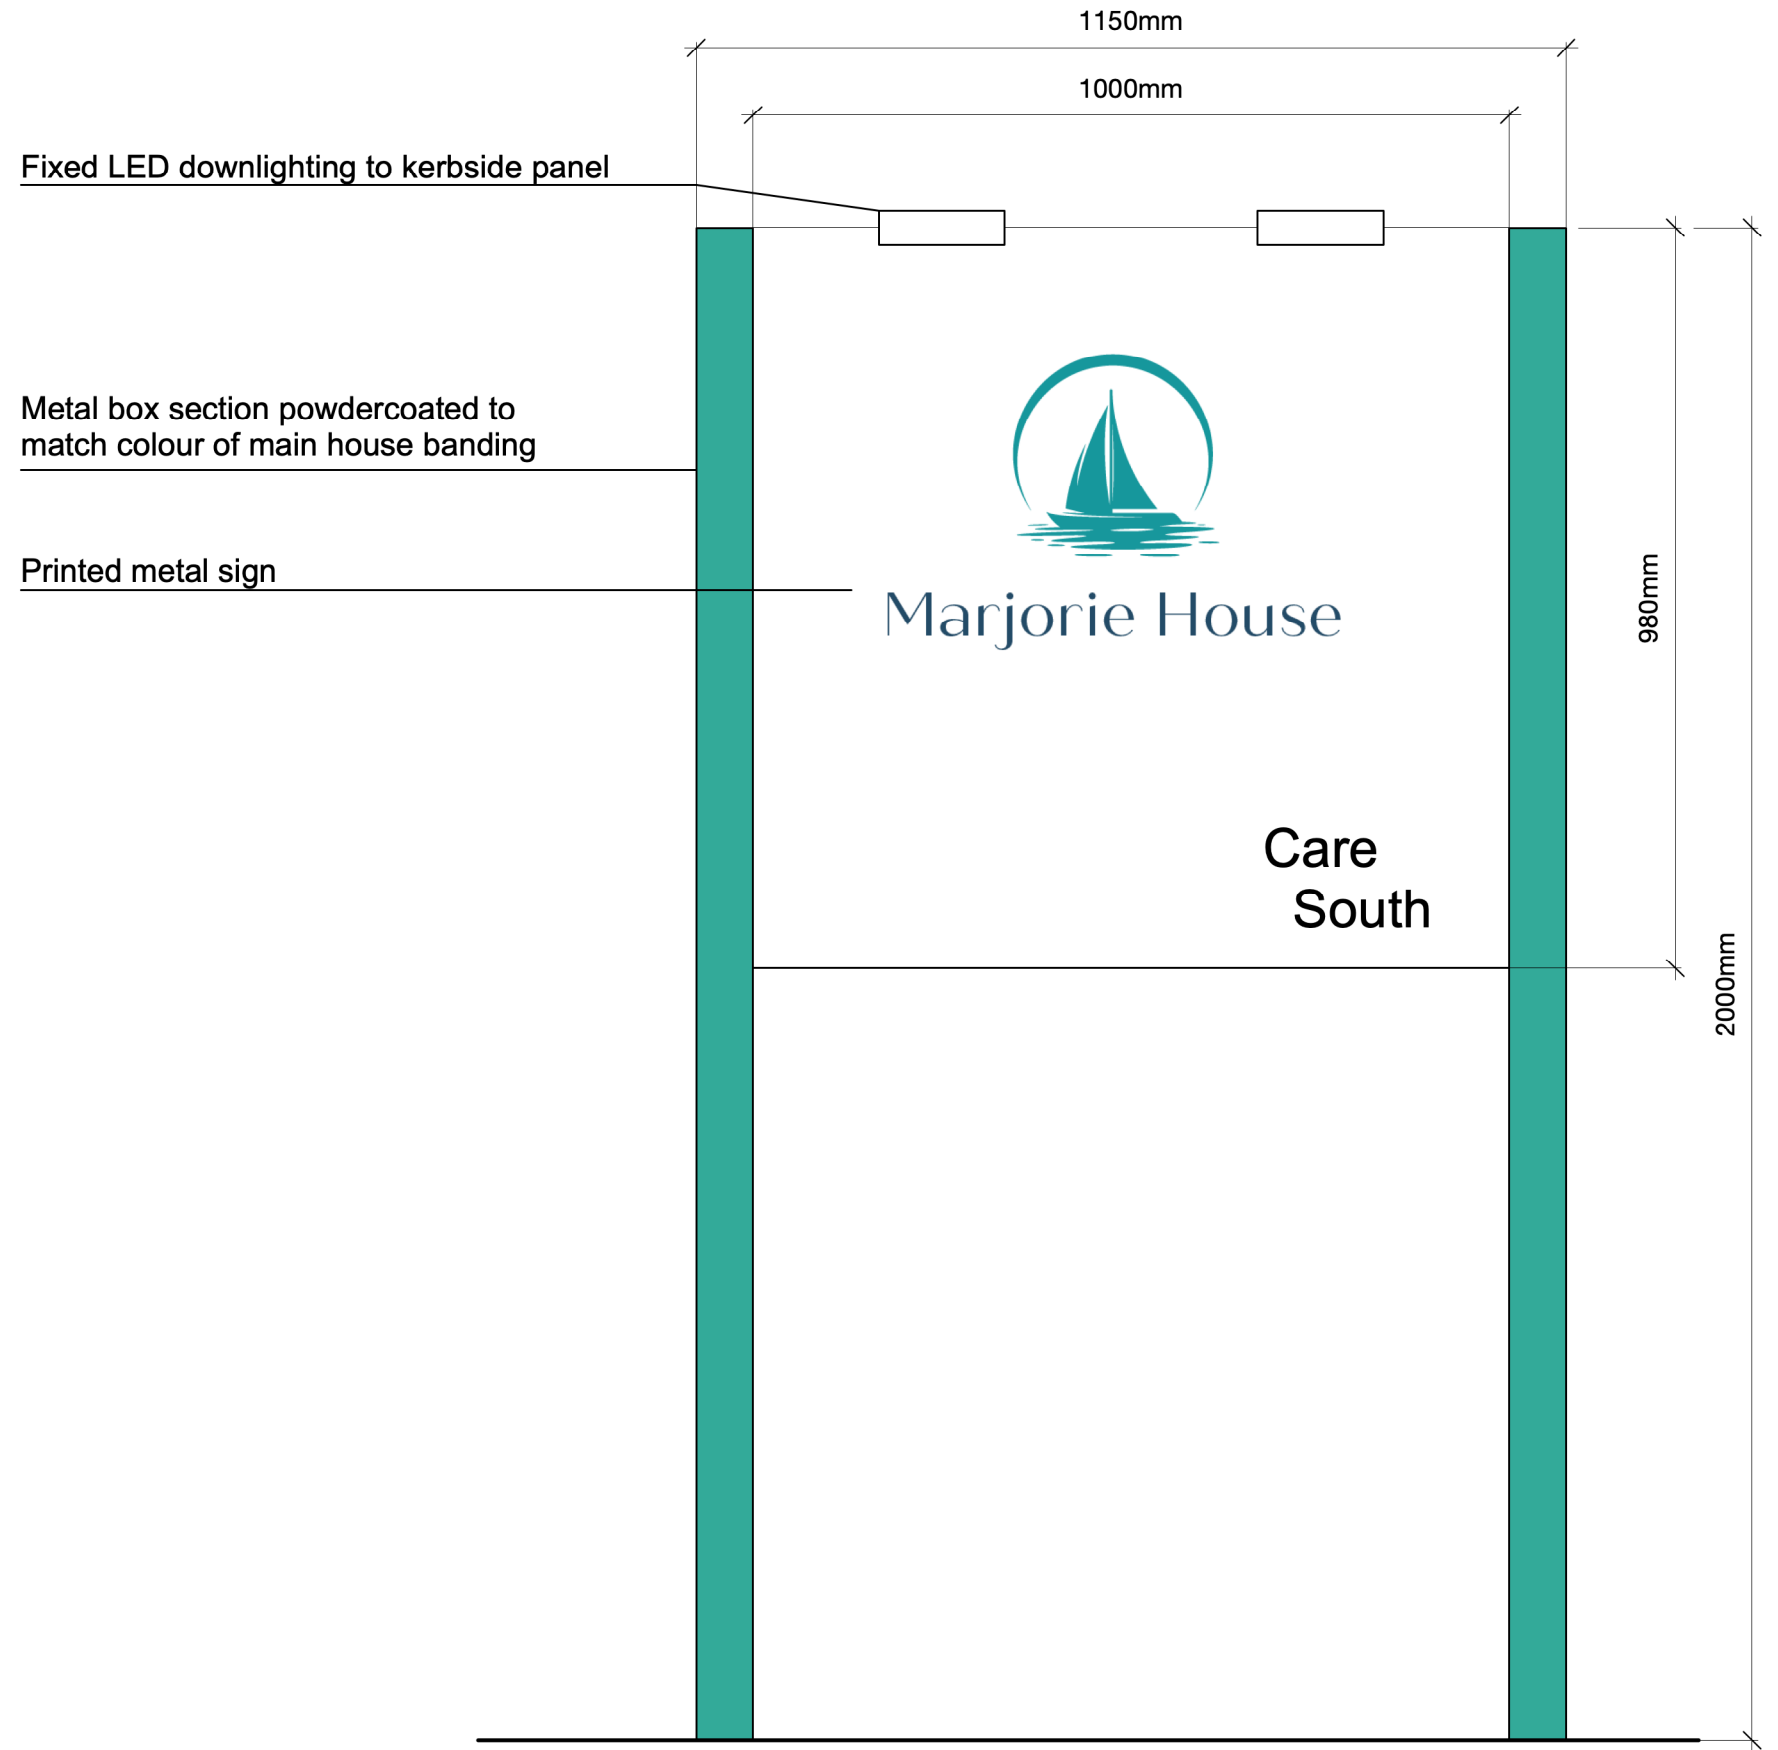 1150mm
1000mm
Fixed LED downlighting to kerbside panel
Metal box section powdercoated to
match colour of main house banding
Printed metal sign
Marjorie House
980mm
Care
South
2000mm